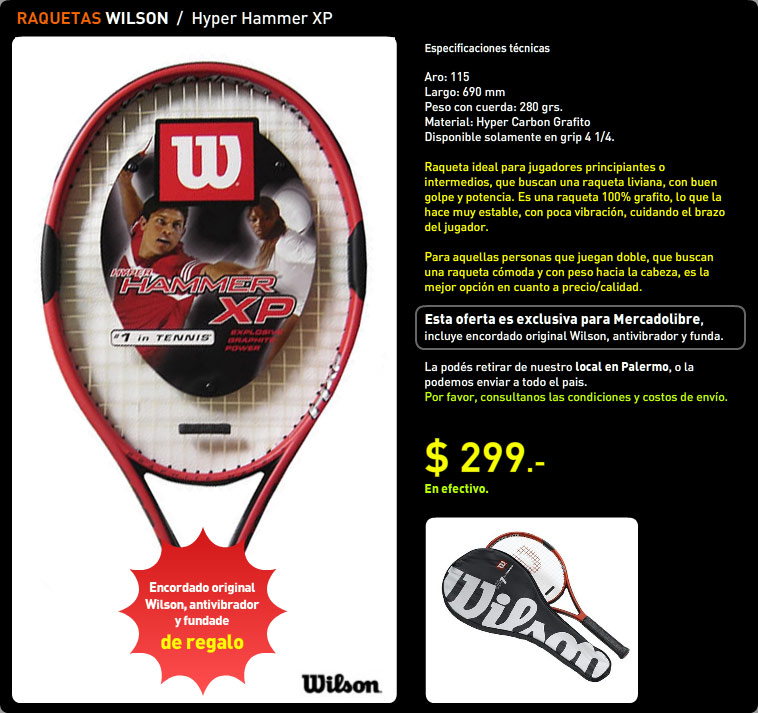 RAQUETAS WILSON / Hyper Hammer XP
W
HYPER
HAMMER
XP
#1 in TENNIS
EXPLOSIVE
GRAPHITE
POWER
Encordado original
Wilson, antivibrador
y fundade
de regalo
Wilson
Especificaciones técnicas
Aro: 115
Largo: 690 mm
Peso con cuerda: 280 grs.
Material: Hyper Carbon Grafito
Disponible solamente en grip 4 1/4.
Raqueta ideal para jugadores principiantes o
intermedios, que buscan una raqueta liviana, con buen
golpe y potencia. Es una raqueta 100% grafito, lo que la
hace muy estable, con poca vibración, cuidando el brazo
del jugador.
Para aquellas personas que juegan doble, que buscan
una raqueta cómoda y con peso hacia la cabeza, es la
mejor opción en cuanto a precio/calidad.
Esta oferta es exclusiva para Mercadolibre,
incluye encordado original Wilson, antivibrador y funda.
La podés retirar de nuestro local en Palermo, o la
podemos enviar a todo el pais.
Por favor, consultanos las condiciones y costos de envío.
$ 299.-
En efectivo.
W
Wilson